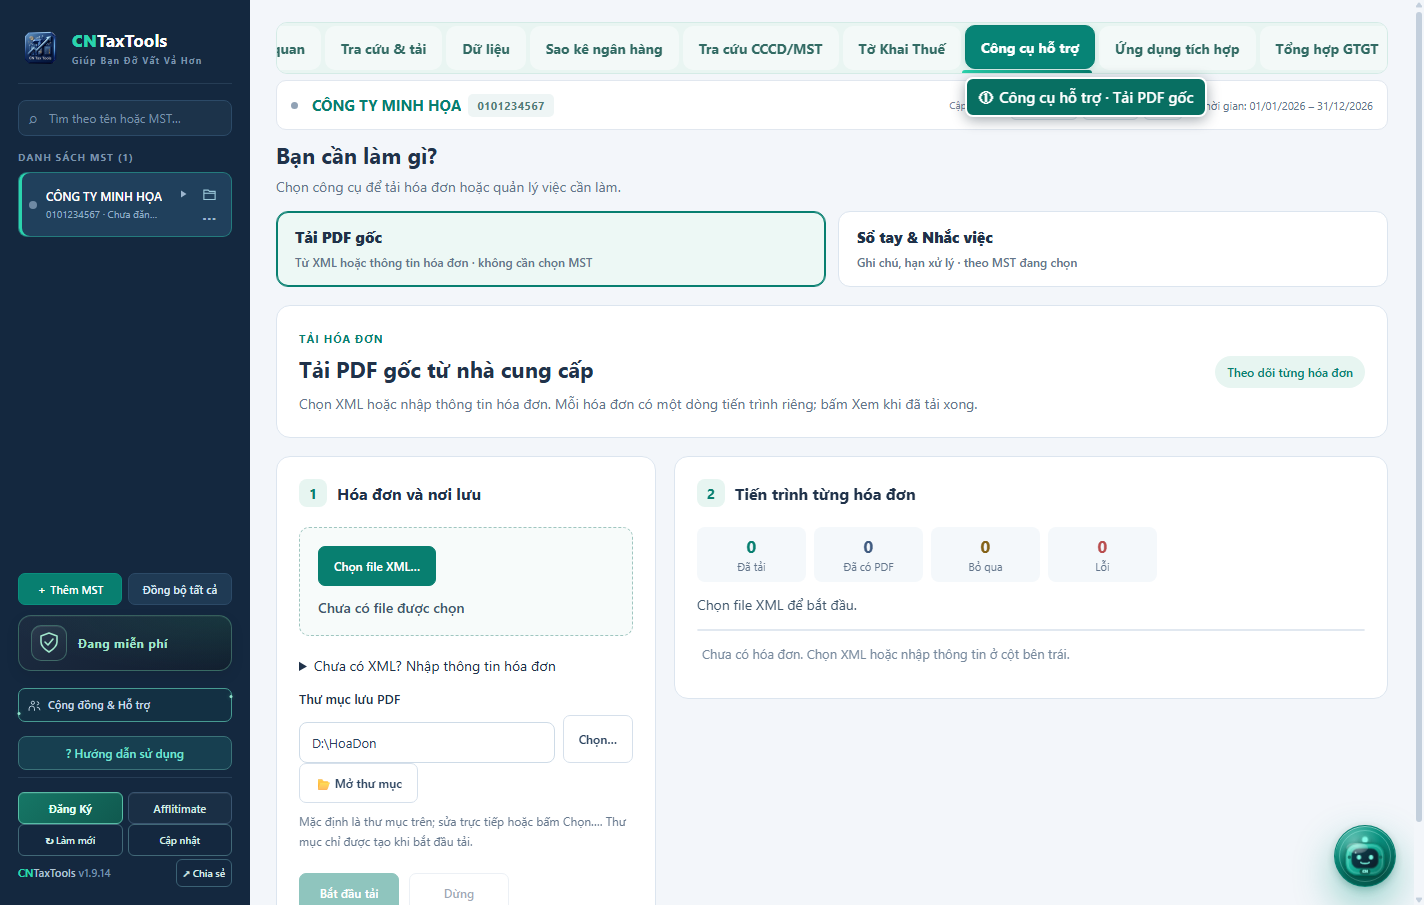 CNTaxTools
Giúp Bạn Đỡ Vất Vả Hơn
Tìm theo tên hoặc MST...
DANH SÁCH MST (1)
CÔNG TY MINH HỌA
0101234567 · Chưa đăn...
+ Thêm MST
Đồng bộ tất cả
Đang miễn phí
Cộng đồng & Hỗ trợ
? Hướng dẫn sử dụng
Đăng Ký
Afflitimate
↻ Làm mới
Cập nhật
CNTaxTools v1.9.14
↗ Chia sẻ
quan
Tra cứu & tải
Dữ liệu
Sao kê ngân hàng
Tra cứu CCCD/MST
Tờ Khai Thuế
Công cụ hỗ trợ
Ứng dụng tích hợp
Tổng hợp GTGT
CÔNG TY MINH HỌA
0101234567
Cập
Công cụ hỗ trợ · Tải PDF gốc
hời gian: 01/01/2026 – 31/12/2026
Bạn cần làm gì?
Chọn công cụ để tải hóa đơn hoặc quản lý việc cần làm.
Tải PDF gốc
Từ XML hoặc thông tin hóa đơn · không cần chọn MST
Sổ tay & Nhắc việc
Ghi chú, hạn xử lý · theo MST đang chọn
TẢI HÓA ĐƠN
Tải PDF gốc từ nhà cung cấp
Chọn XML hoặc nhập thông tin hóa đơn. Mỗi hóa đơn có một dòng tiến trình riêng; bấm Xem khi đã tải xong.
Theo dõi từng hóa đơn
1
Hóa đơn và nơi lưu
Chọn file XML...
Chưa có file được chọn
▶ Chưa có XML? Nhập thông tin hóa đơn
Thư mục lưu PDF
D:\HoaDon
Chọn...
Mở thư mục
Mặc định là thư mục trên; sửa trực tiếp hoặc bấm Chọn.... Thư
mục chỉ được tạo khi bắt đầu tải.
Bắt đầu tải
Dừng
2
Tiến trình từng hóa đơn
0
Đã tải
0
Đã có PDF
0
Bỏ qua
0
Lỗi
Chọn file XML để bắt đầu.
Chưa có hóa đơn. Chọn XML hoặc nhập thông tin ở cột bên trái.